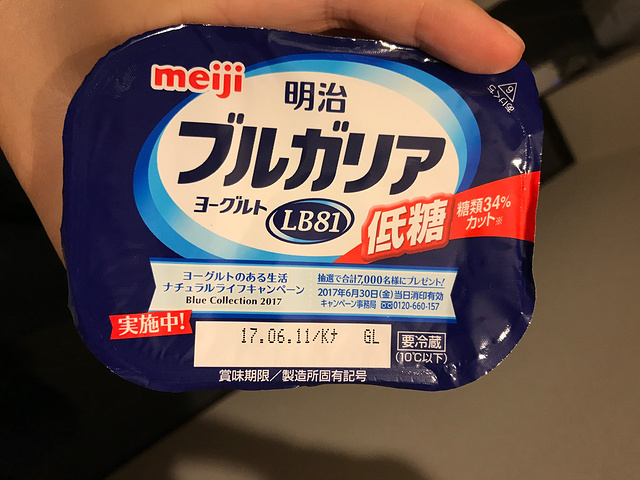 meiji
明治
ブルガリア
ヨーグルト
LB81
低糖
糖類34%
カット※
あけくち
6
ヨーグルトのある生活
ナチュラルライフキャンペーン
Blue Collection 2017
抽選で合計7,000名様にプレゼント!
2017年6月30日(金)当日消印有効
キャンペーン事務局 0120-660-157
実施中!
17.06.11/Kナ GL
要冷蔵
(10℃以下)
賞味期限/製造所固有記号